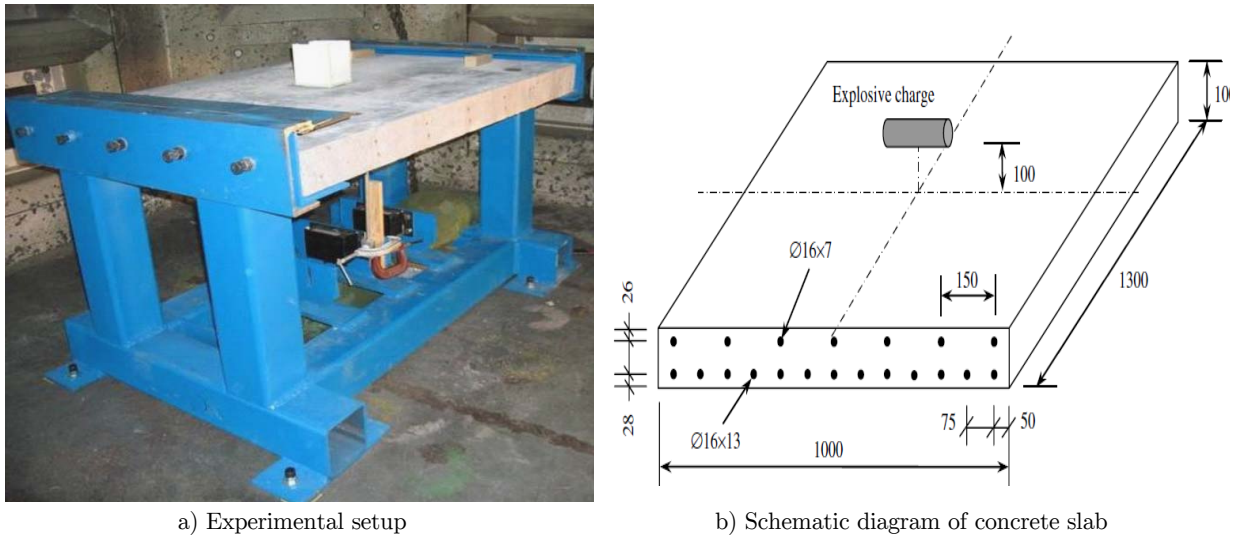 Explosive charge
100
100
Ø16×7
150
1300
26
28
75
50
Ø16×13
1000
a) Experimental setup
b) Schematic diagram of concrete slab